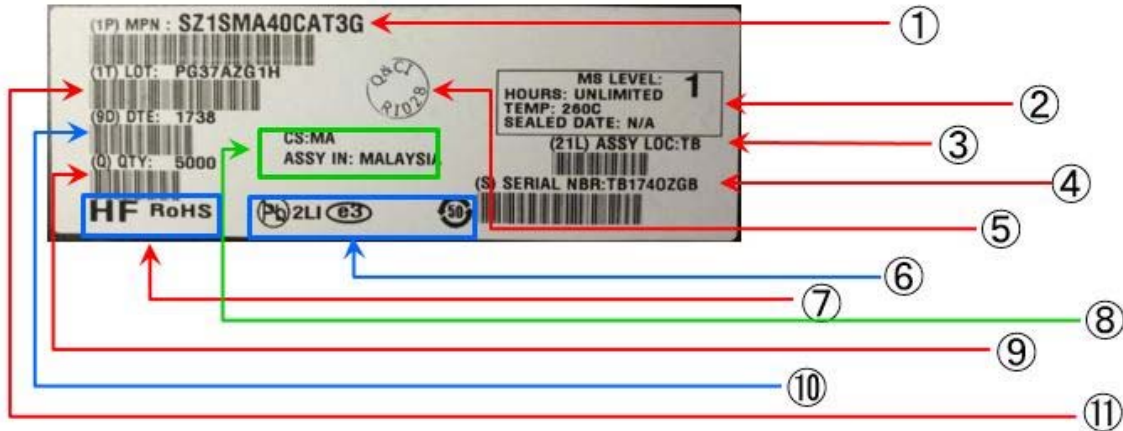 (1P) MPN : SZ1SMA40CAT3G
①
(1T) LOT: PG37AZG1H
Q&CI
R1028
MS LEVEL: 1
HOURS: UNLIMITED
TEMP: 260C
SEALED DATE: N/A
②
(9D) DTE: 1738
CS:MA
ASSY IN: MALAYSIA
(21L) ASSY LOC:TB
③
(Q) QTY: 5000
(S) SERIAL NBR:TB1740ZGB
④
HF RoHS
Pb 2LI e3 50
⑤
⑥
⑦
⑧
⑨
⑩
⑪